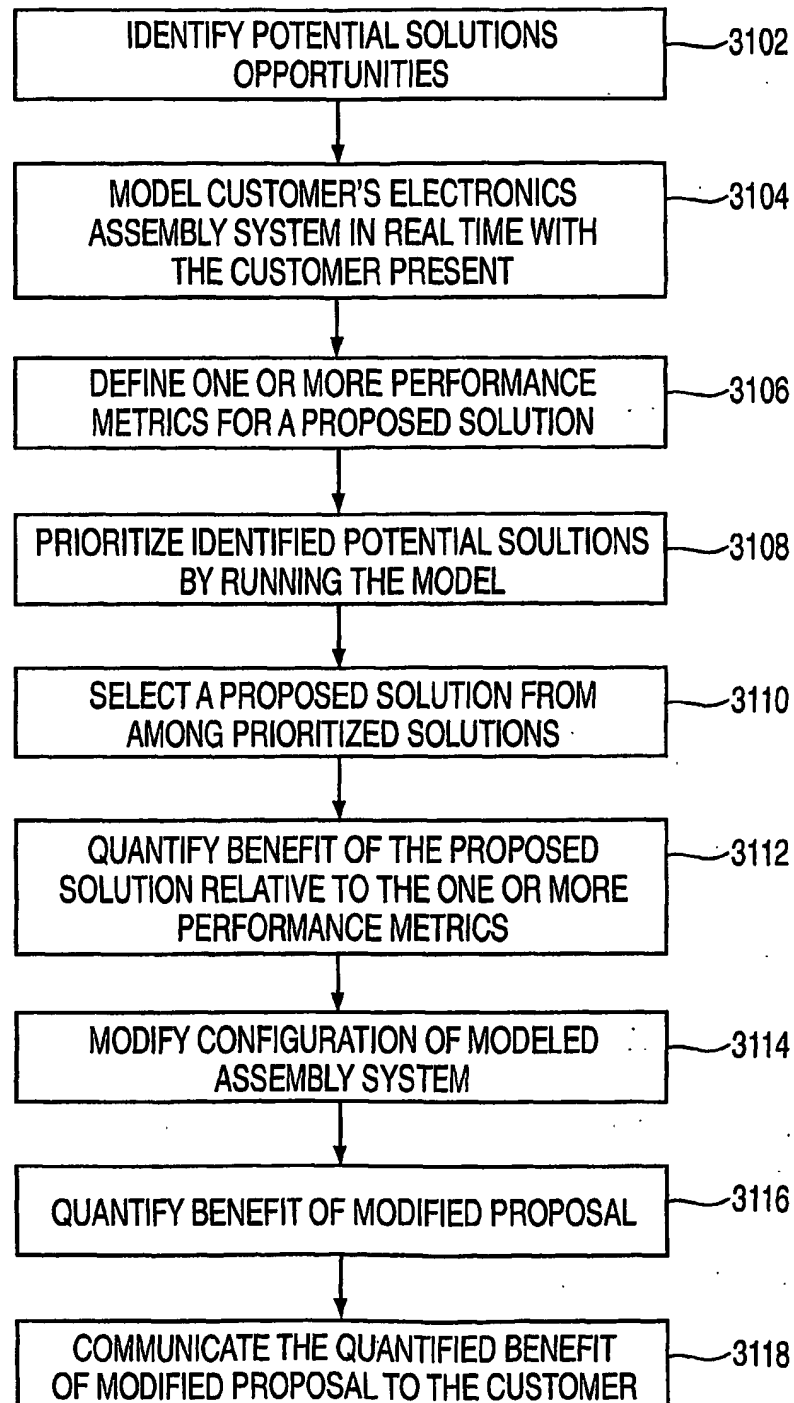 IDENTIFY POTENTIAL SOLUTIONS
OPPORTUNITIES
3102
MODEL CUSTOMER'S ELECTRONICS
ASSEMBLY SYSTEM IN REAL TIME WITH
THE CUSTOMER PRESENT
3104
DEFINE ONE OR MORE PERFORMANCE
METRICS FOR A PROPOSED SOLUTION
3106
PRIORITIZE IDENTIFIED POTENTIAL SOULTIONS
BY RUNNING THE MODEL
3108
SELECT A PROPOSED SOLUTION FROM
AMONG PRIORITIZED SOLUTIONS
3110
QUANTIFY BENEFIT OF THE PROPOSED
SOLUTION RELATIVE TO THE ONE OR MORE
PERFORMANCE METRICS
3112
MODIFY CONFIGURATION OF MODELED
ASSEMBLY SYSTEM
3114
QUANTIFY BENEFIT OF MODIFIED PROPOSAL
3116
COMMUNICATE THE QUANTIFIED BENEFIT
OF MODIFIED PROPOSAL TO THE CUSTOMER
3118